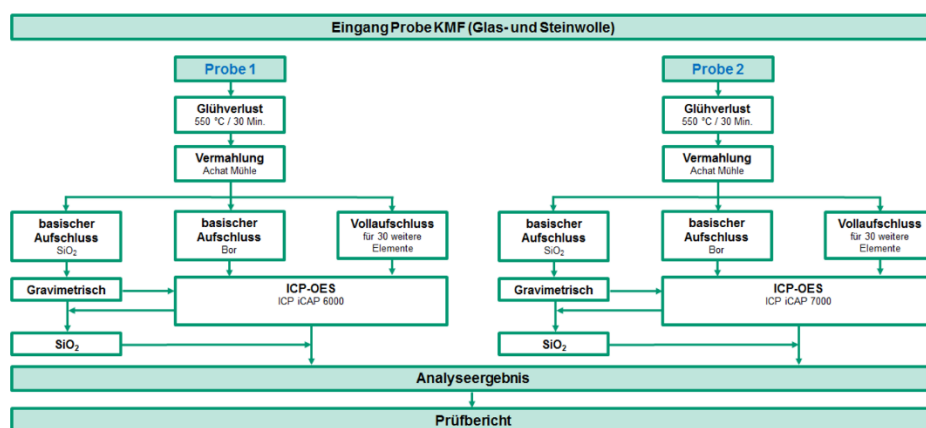 Eingang Probe KMF (Glas- und Steinwolle)
Probe 1
Probe 2
Glühverlust
550 °C / 30 Min.
Glühverlust
550 °C / 30 Min.
Vermahlung
Achat Mühle
Vermahlung
Achat Mühle
basischer
Aufschluss
SiO₂
basischer
Aufschluss
Bor
Vollaufschluss
für 30 weitere
Elemente
basischer
Aufschluss
SiO₂
basischer
Aufschluss
Bor
Vollaufschluss
für 30 weitere
Elemente
Gravimetrisch
ICP-OES
ICP iCAP 6000
Gravimetrisch
ICP-OES
ICP iCAP 7000
SiO₂
SiO₂
Analyseergebnis
Prüfbericht